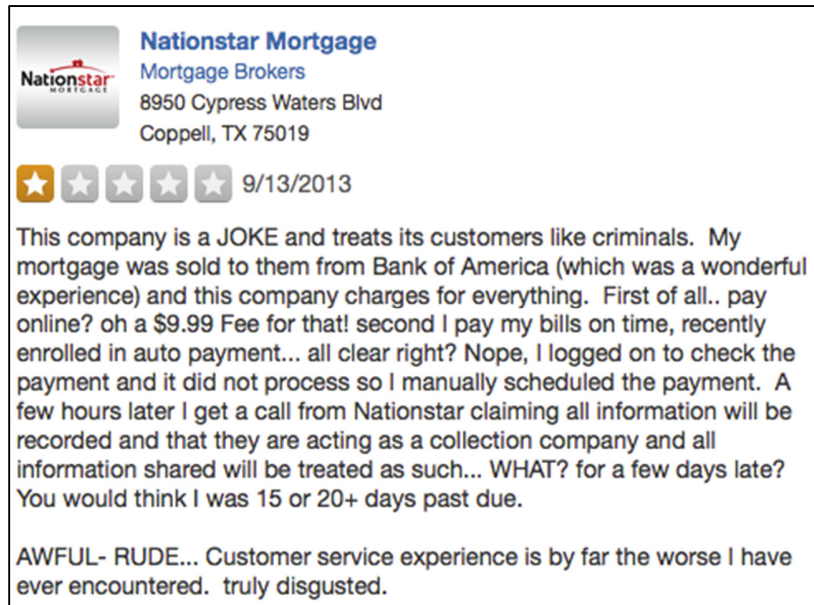 Nationstar
MORTGAGE
Nationstar Mortgage
Mortgage Brokers
8950 Cypress Waters Blvd
Coppell, TX 75019
9/13/2013
This company is a JOKE and treats its customers like criminals.  My
mortgage was sold to them from Bank of America (which was a wonderful
experience) and this company charges for everything.  First of all.. pay
online? oh a $9.99 Fee for that! second I pay my bills on time, recently
enrolled in auto payment... all clear right? Nope, I logged on to check the
payment and it did not process so I manually scheduled the payment.  A
few hours later I get a call from Nationstar claiming all information will be
recorded and that they are acting as a collection company and all
information shared will be treated as such... WHAT? for a few days late?
You would think I was 15 or 20+ days past due.
AWFUL- RUDE... Customer service experience is by far the worse I have
ever encountered.  truly disgusted.